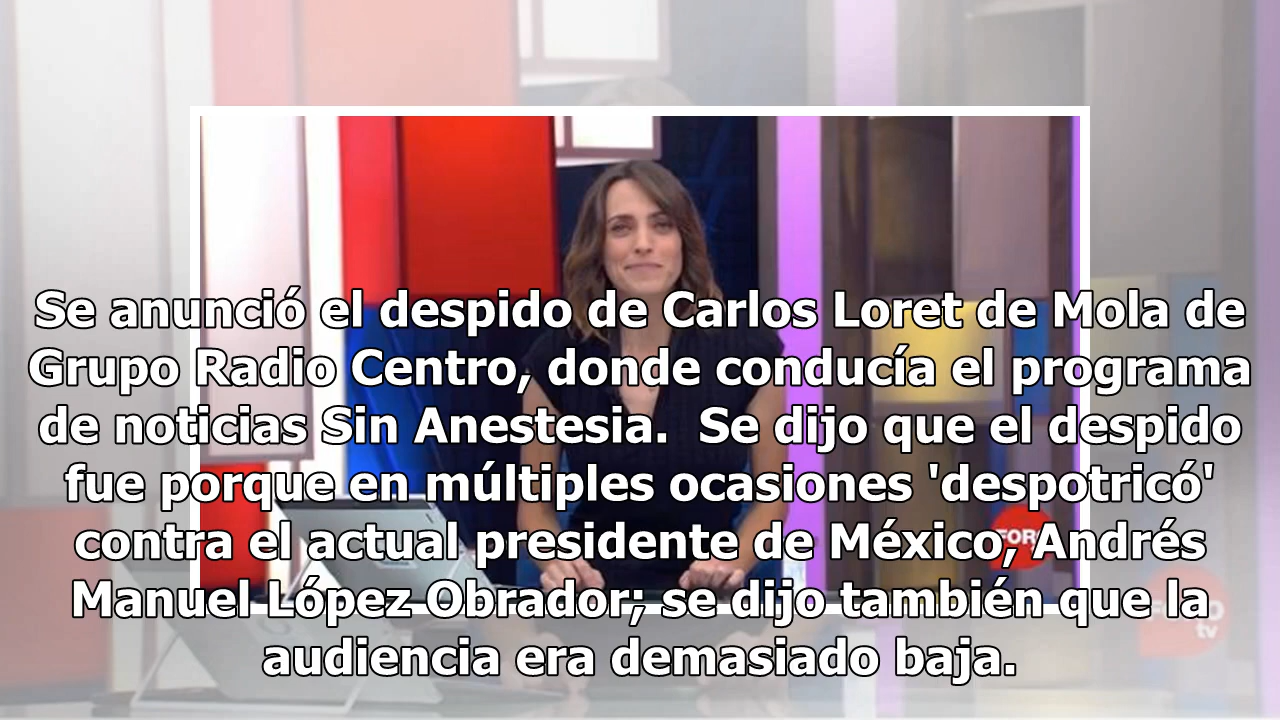 Se anunció el despido de Carlos Loret de Mola de
Grupo Radio Centro, donde conducía el programa
de noticias Sin Anestesia.  Se dijo que el despido
fue porque en múltiples ocasiones 'despotricó'
contra el actual presidente de México, Andrés
Manuel López Obrador; se dijo también que la
audiencia era demasiado baja.
tv